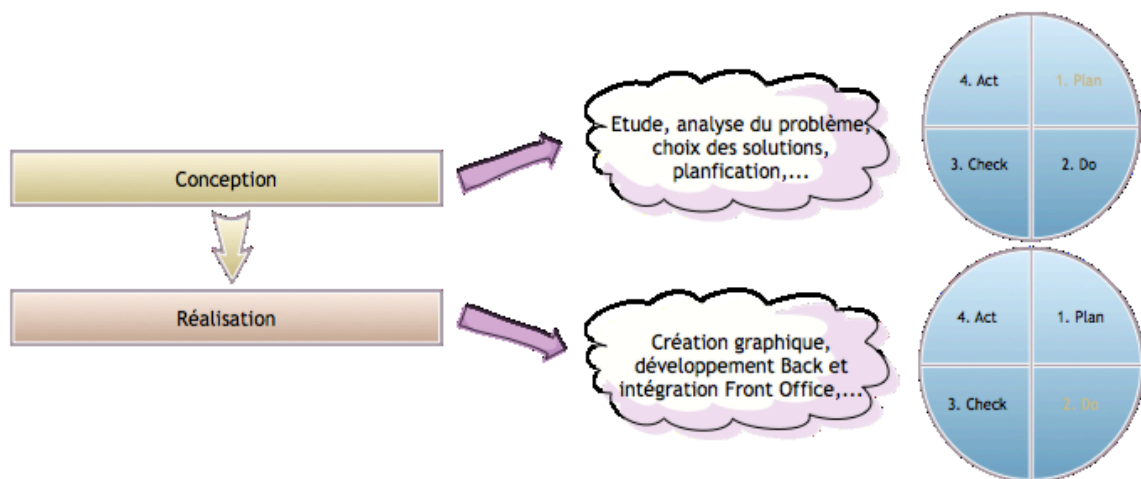 Conception
Etude, analyse du problème,
choix des solutions,
planfication,...
4. Act
1. Plan
3. Check
2. Do
Réalisation
Création graphique,
développement Back et
intégration Front Office,...
4. Act
1. Plan
3. Check
2. Do